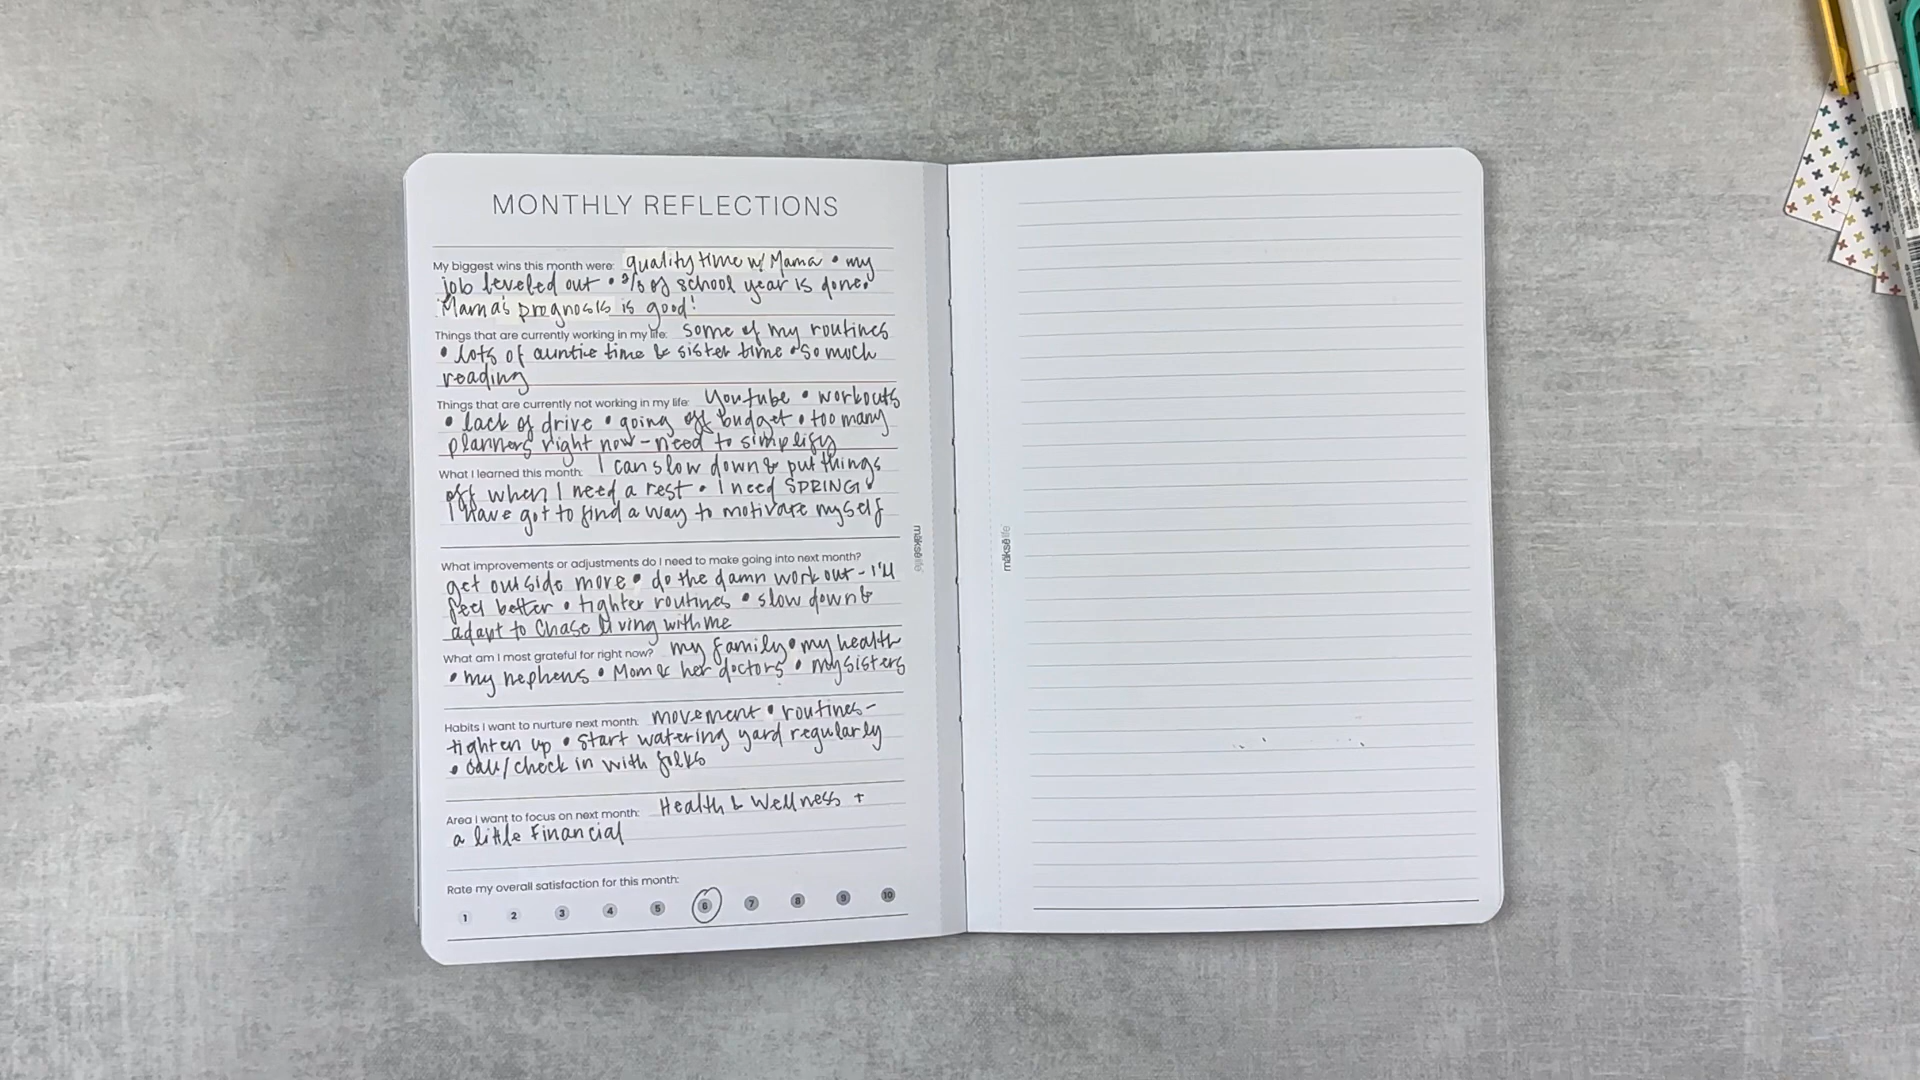 MONTHLY REFLECTIONS
My biggest wins this month were: quality time w/ Mama • my
job leveled out • 2/3 of school year is done.
Mama's prognosis is good!
Things that are currently working in my life: some of my routines
• lots of auntie time & sister time • so much
reading
Things that are currently not working in my life: Youtube • workouts
• lack of drive • going off budget • too many
planners right now - need to simplify
What I learned this month: I can slow down & put things
off when I need a rest • I need SPRING!
I have got to find a way to motivate myself
What improvements or adjustments do I need to make going into next month?
get outside more • do the damn work out - I'll
feel better • tighter routines • slow down &
adapt to Chase living with me
What am I most grateful for right now? my family • my health
• my nephews • Mom & her doctors • my sisters
Habits I want to nurture next month: movement • routines -
tighten up • start watering yard regularly
• call/check in with folks
Area I want to focus on next month: Health & Wellness +
a little Financial
Rate my overall satisfaction for this month:
1 2 3 4 5 6 7 8 9 10
mäksēlife
mäksēlife